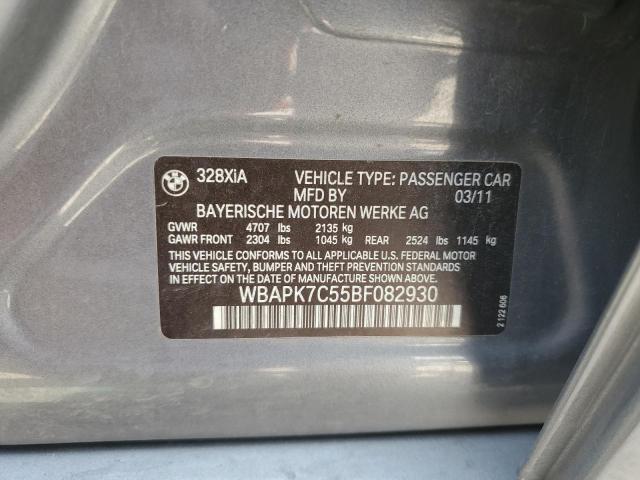 BMW
328XiA VEHICLE TYPE: PASSENGER CAR
MFD BY 03/11
BAYERISCHE MOTOREN WERKE AG
GVWR 4707 lbs 2135 kg
GAWR FRONT 2304 lbs 1045 kg REAR 2524 lbs 1145 kg
THIS VEHICLE CONFORMS TO ALL APPLICABLE U.S. FEDERAL MOTOR
VEHICLE SAFETY, BUMPER AND THEFT PREVENTION STANDARDS
IN EFFECT ON THE DATE OF MANUFACTURE SHOWN ABOVE.
WBAPK7C55BF082930
2 122 606